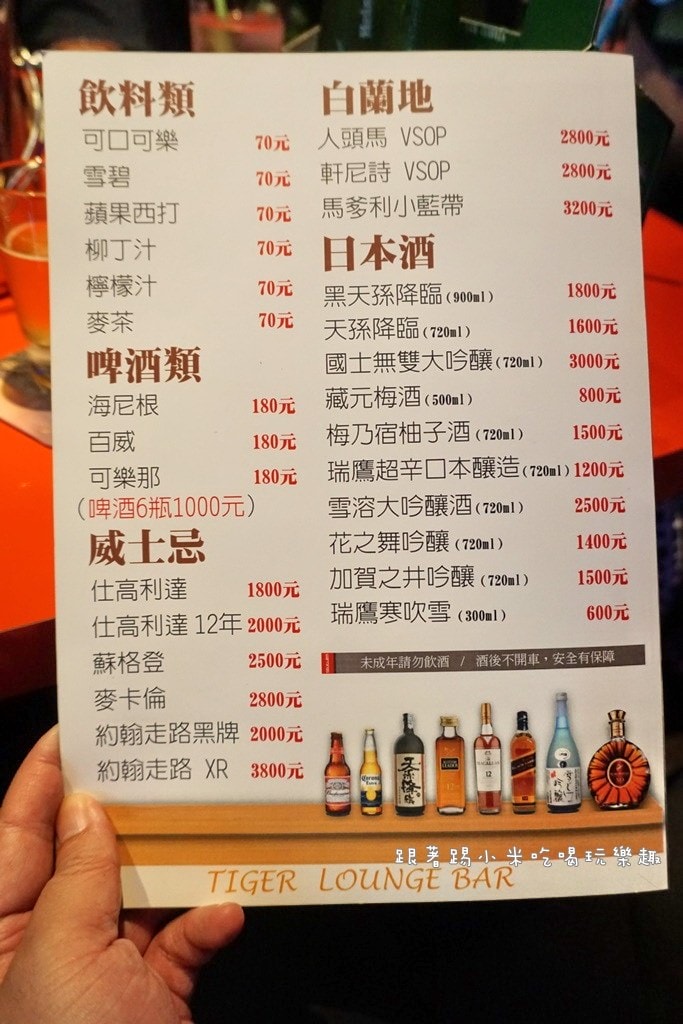 飲料類
可口可樂 70元
雪碧 70元
蘋果西打 70元
柳丁汁 70元
檸檬汁 70元
麥茶 70元
啤酒類
海尼根 180元
百威 180元
可樂那 180元
(啤酒6瓶1000元)
威士忌
仕高利達 1800元
仕高利達 12年 2000元
蘇格登 2500元
麥卡倫 2800元
約翰走路黑牌 2000元
約翰走路 XR 3800元
白蘭地
人頭馬 VSOP 2800元
軒尼詩 VSOP 2800元
馬爹利小藍帶 3200元
日本酒
黑天孫降臨(900ml) 1800元
天孫降臨(720ml) 1600元
國士無雙大吟釀(720ml) 3000元
藏元梅酒(500ml) 800元
梅乃宿柚子酒(720ml) 1500元
瑞鷹超辛口本釀造(720ml) 1200元
雪溶大吟釀酒(720ml) 2500元
花之舞吟釀(720ml) 1400元
加賀之井吟釀(720ml) 1500元
瑞鷹寒吹雪(300ml) 600元
未成年請勿飲酒 / 酒後不開車，安全有保障
Corona
12
跟著踢小米吃喝玩樂趣
TIGER LOUNGE BAR